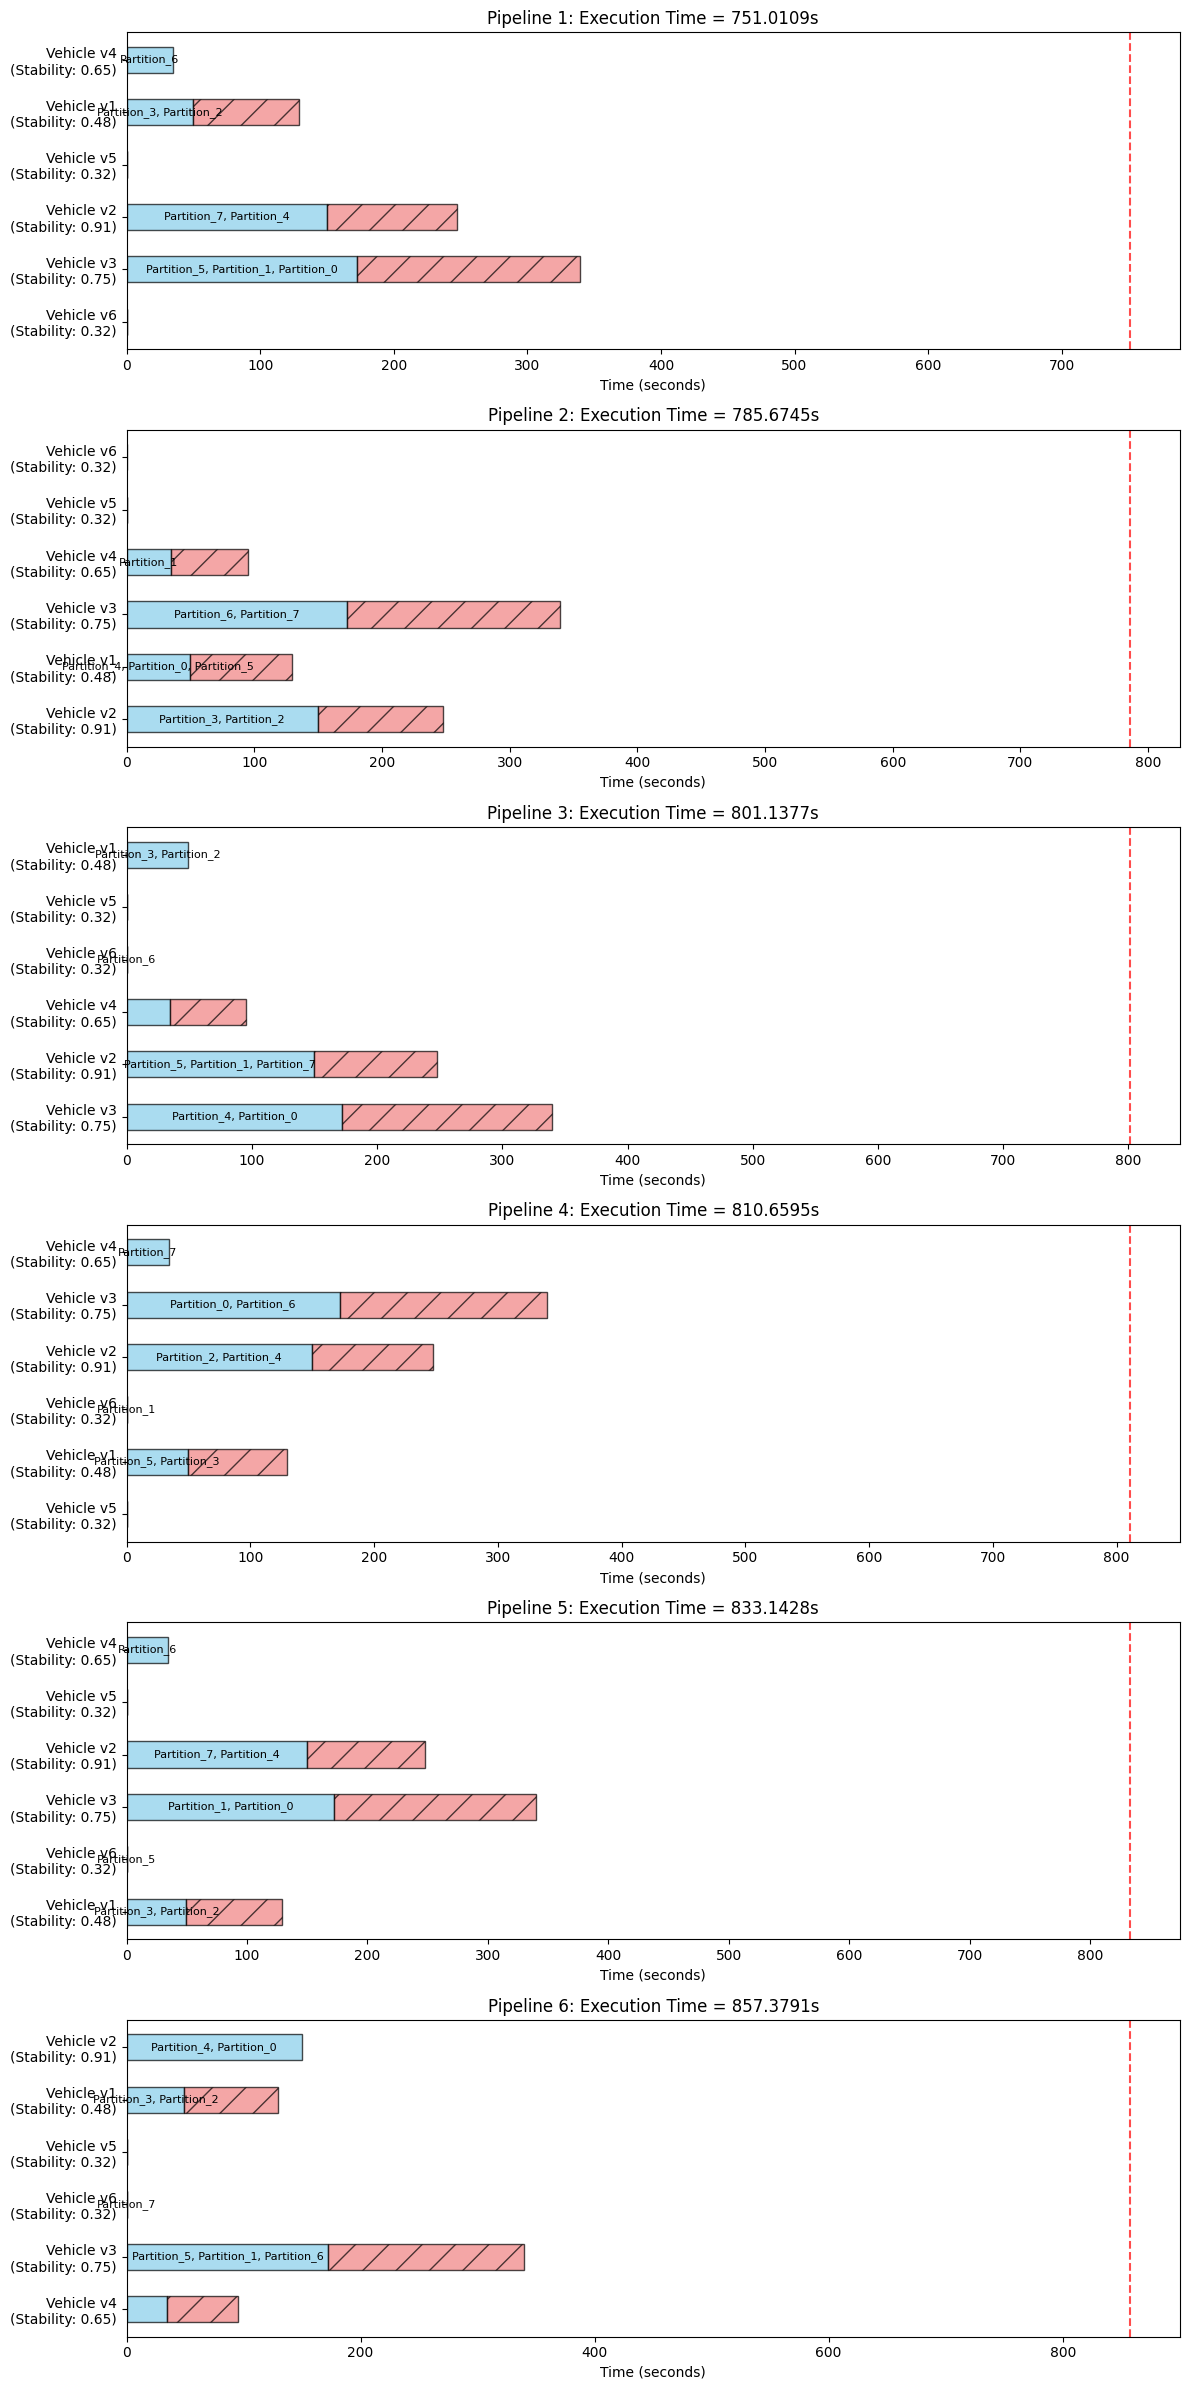 Pipeline 1: Execution Time = 751.0109s
Vehicle v4
(Stability: 0.65)
Partition_6
Vehicle v1
(Stability: 0.48)
Partition_3, Partition_2
Vehicle v5
(Stability: 0.32)
Vehicle v2
(Stability: 0.91)
Partition_7, Partition_4
Vehicle v3
(Stability: 0.75)
Partition_5, Partition_1, Partition_0
Vehicle v6
(Stability: 0.32)
0 100 200 300 400 500 600 700
Time (seconds)
Pipeline 2: Execution Time = 785.6745s
Vehicle v6
(Stability: 0.32)
Vehicle v5
(Stability: 0.32)
Vehicle v4
(Stability: 0.65)
Partition_1
Vehicle v3
(Stability: 0.75)
Partition_6, Partition_7
Vehicle v1
(Stability: 0.48)
Partition_4, Partition_0, Partition_5
Vehicle v2
(Stability: 0.91)
Partition_3, Partition_2
0 100 200 300 400 500 600 700 800
Time (seconds)
Pipeline 3: Execution Time = 801.1377s
Vehicle v1
(Stability: 0.48)
Partition_3, Partition_2
Vehicle v5
(Stability: 0.32)
Vehicle v6
(Stability: 0.32)
Partition_6
Vehicle v4
(Stability: 0.65)
Vehicle v2
(Stability: 0.91)
Partition_5, Partition_1, Partition_7
Vehicle v3
(Stability: 0.75)
Partition_4, Partition_0
0 100 200 300 400 500 600 700 800
Time (seconds)
Pipeline 4: Execution Time = 810.6595s
Vehicle v4
(Stability: 0.65)
Partition_7
Vehicle v3
(Stability: 0.75)
Partition_0, Partition_6
Vehicle v2
(Stability: 0.91)
Partition_2, Partition_4
Vehicle v6
(Stability: 0.32)
Partition_1
Vehicle v1
(Stability: 0.48)
Partition_5, Partition_3
Vehicle v5
(Stability: 0.32)
0 100 200 300 400 500 600 700 800
Time (seconds)
Pipeline 5: Execution Time = 833.1428s
Vehicle v4
(Stability: 0.65)
Partition_6
Vehicle v5
(Stability: 0.32)
Vehicle v2
(Stability: 0.91)
Partition_7, Partition_4
Vehicle v3
(Stability: 0.75)
Partition_1, Partition_0
Vehicle v6
(Stability: 0.32)
Partition_5
Vehicle v1
(Stability: 0.48)
Partition_3, Partition_2
0 100 200 300 400 500 600 700 800
Time (seconds)
Pipeline 6: Execution Time = 857.3791s
Vehicle v2
(Stability: 0.91)
Partition_4, Partition_0
Vehicle v1
(Stability: 0.48)
Partition_3, Partition_2
Vehicle v5
(Stability: 0.32)
Vehicle v6
(Stability: 0.32)
Partition_7
Vehicle v3
(Stability: 0.75)
Partition_5, Partition_1, Partition_6
Vehicle v4
(Stability: 0.65)
0 200 400 600 800
Time (seconds)